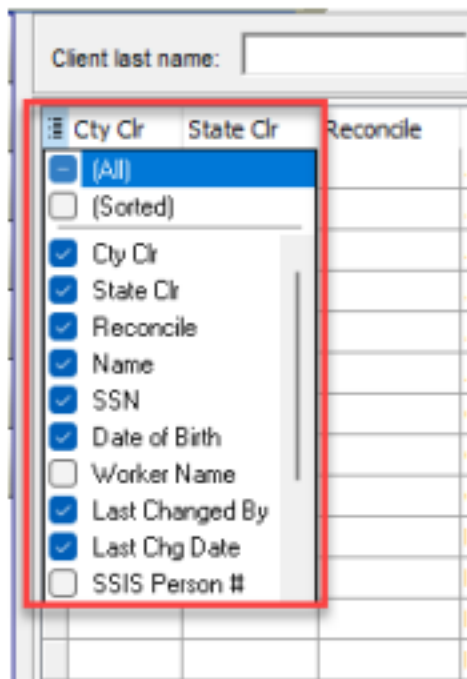 Client last name:
Cty Clr State Clr Reconcile
(All)
(Sorted)
Cty Clr
State Clr
Reconcile
Name
SSN
Date of Birth
Worker Name
Last Changed By
Last Chg Date
SSIS Person #